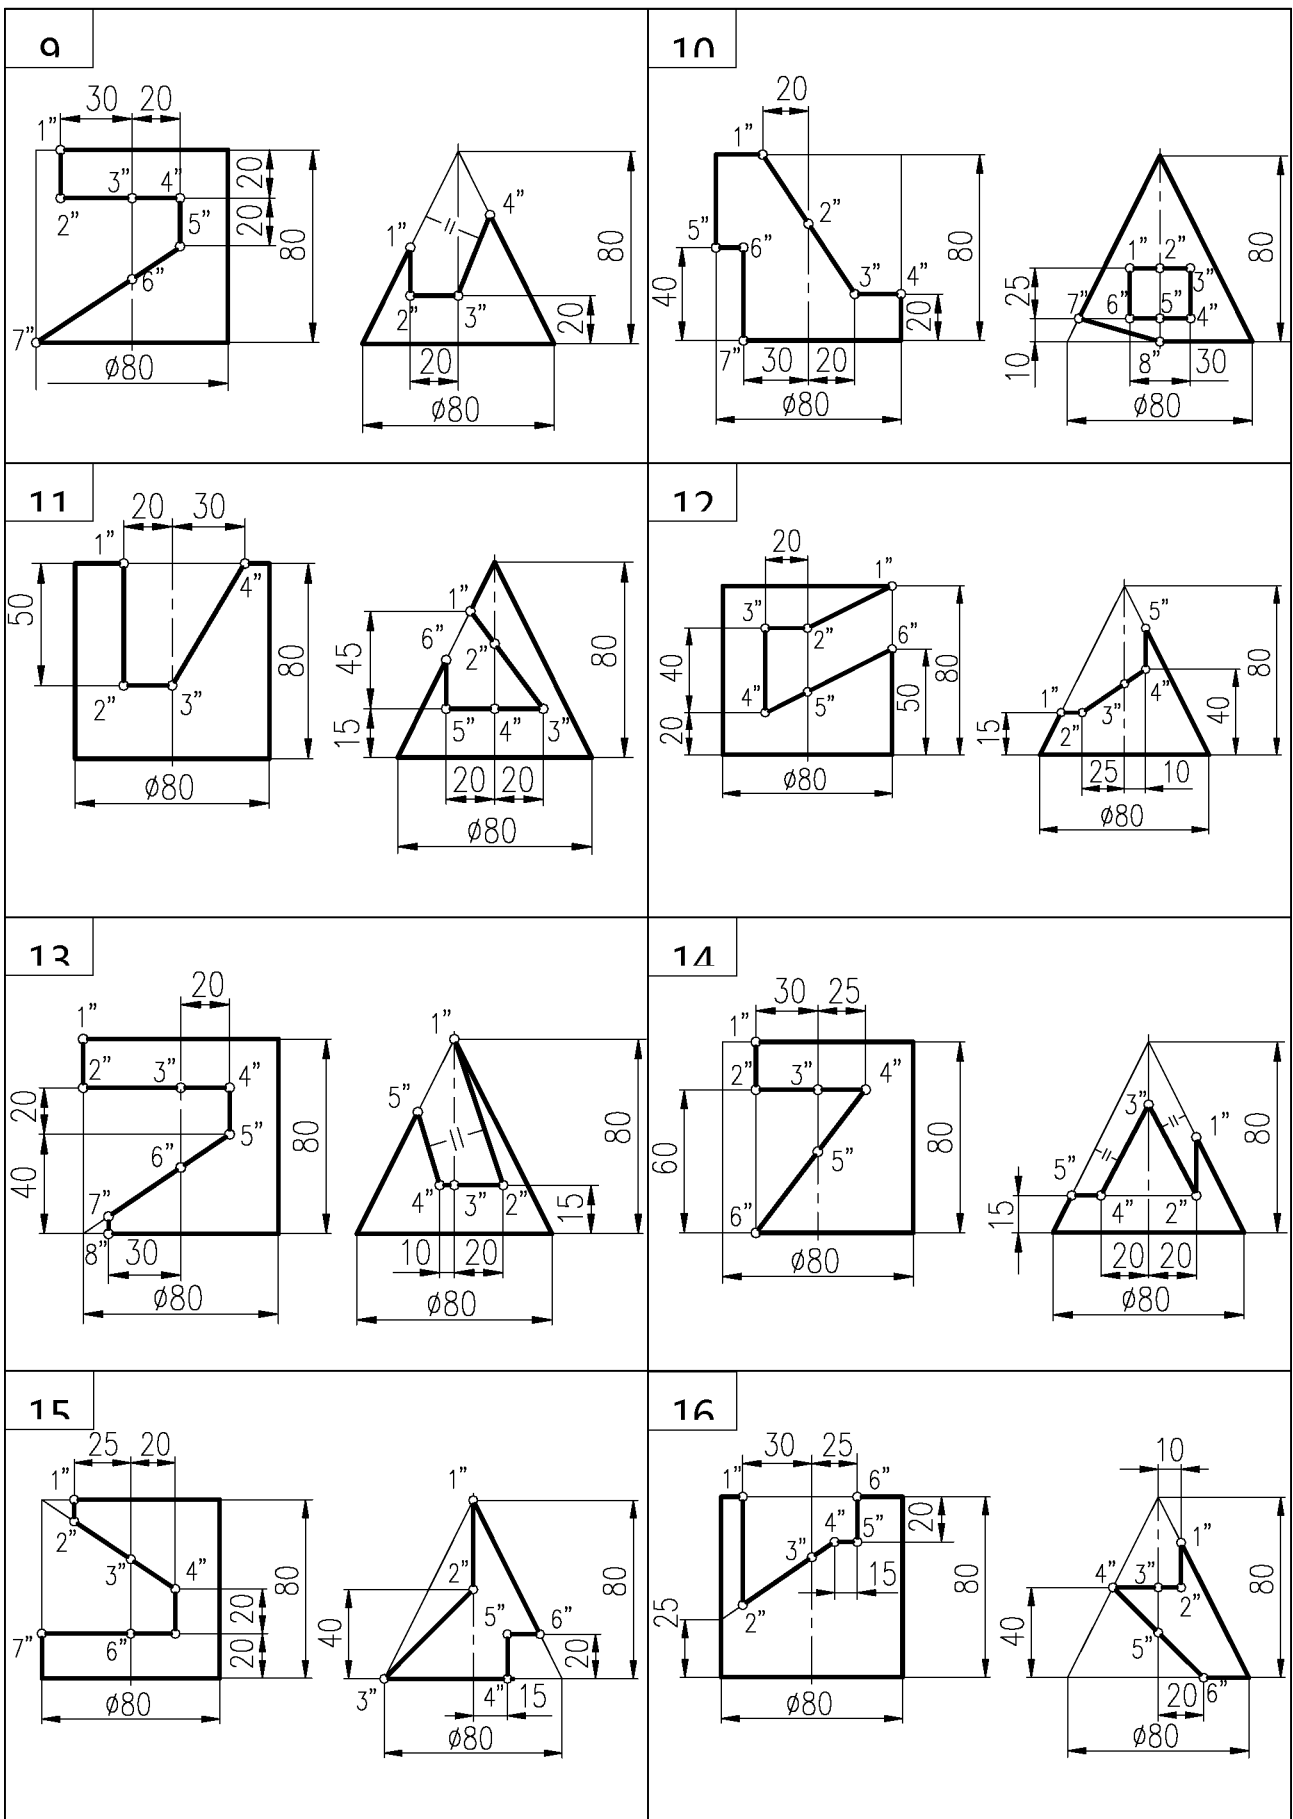 9
30 20
1” 3” 4” 20
2” 5” 20 80
6”
7”
ø80
4”
1” 80
2” 3” 20
20
ø80
10
20
1”
2”
5” 6” 80
3” 4”
40 20
7” 30 20
ø80
1” 2” 3” 80
25 7” 6” 5” 4”
10 8” 30
ø80
11
20 30
1” 4”
50 80
2” 3”
ø80
1”
6” 2” 80
45
15 5” 4” 3”
20 20
ø80
12
20 1”
3” 2” 6”
40 80
4” 5” 50
20
ø80
5”
80
1” 4”
15 2” 3” 40
25 10
ø80
13
20
1”
2” 3” 4”
20 5” 80
6”
40 7”
8” 30
ø80
1”
5” 80
4” 3” 2” 15
10 20
ø80
14
30 25
1”
2” 3” 4”
60 5” 80
6”
ø80
3” 1”
5” 80
15 4” 2”
20 20
ø80
15
25 20
1”
2” 3” 4” 80
20
7” 6” 20
ø80
1”
2” 80
40 5” 6”
20
3” 4” 15
ø80
16
30 25
1” 6”
4” 5” 20
3” 80
25 2” 15
ø80
10
1”
4” 3” 2” 80
40 5”
20 6”
ø80